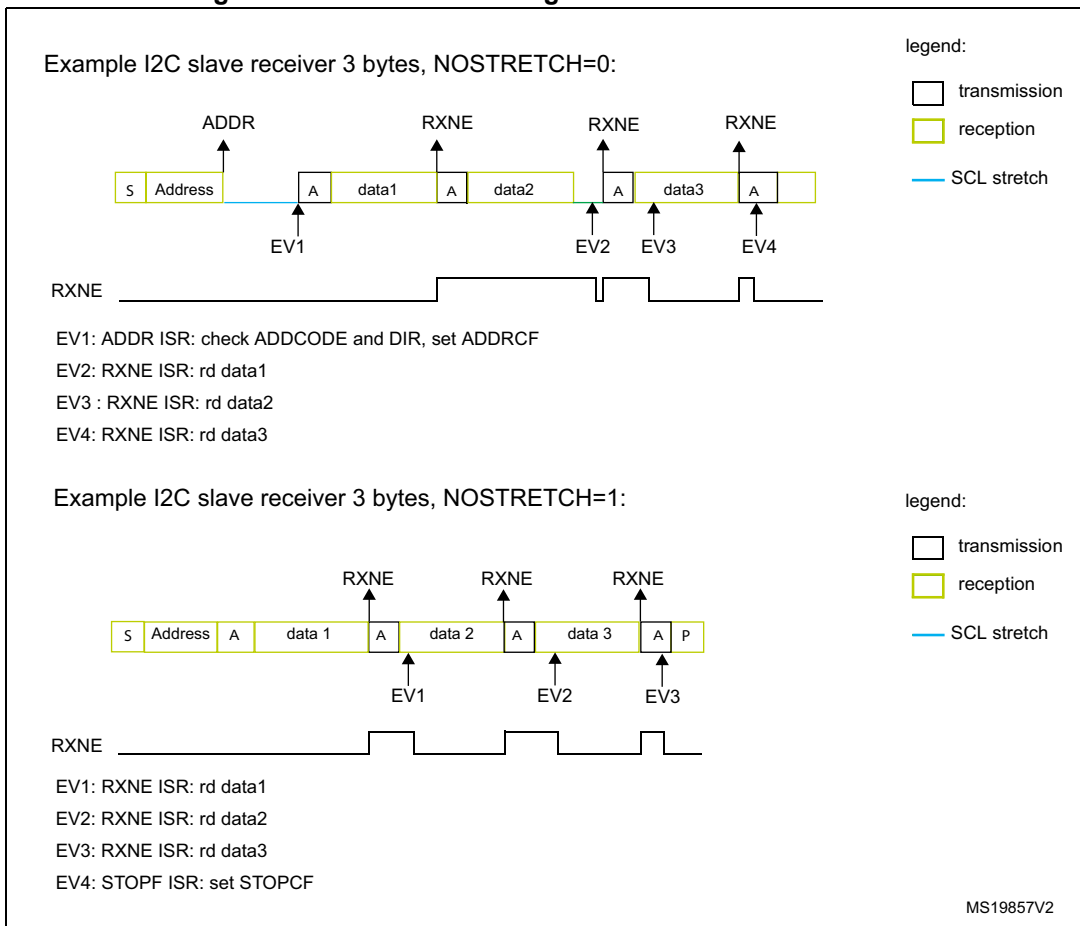 Example I2C slave receiver 3 bytes, NOSTRETCH=0:
legend:
transmission
reception
SCL stretch
ADDR RXNE RXNE RXNE
S Address A data1 A data2 A data3 A
EV1 EV2 EV3 EV4
RXNE
EV1: ADDR ISR: check ADDCODE and DIR, set ADDRCF
EV2: RXNE ISR: rd data1
EV3 : RXNE ISR: rd data2
EV4: RXNE ISR: rd data3
Example I2C slave receiver 3 bytes, NOSTRETCH=1:
legend:
transmission
reception
SCL stretch
RXNE RXNE RXNE
S Address A data 1 A data 2 A data 3 A P
EV1 EV2 EV3
RXNE
EV1: RXNE ISR: rd data1
EV2: RXNE ISR: rd data2
EV3: RXNE ISR: rd data3
EV4: STOPF ISR: set STOPCF
MS19857V2